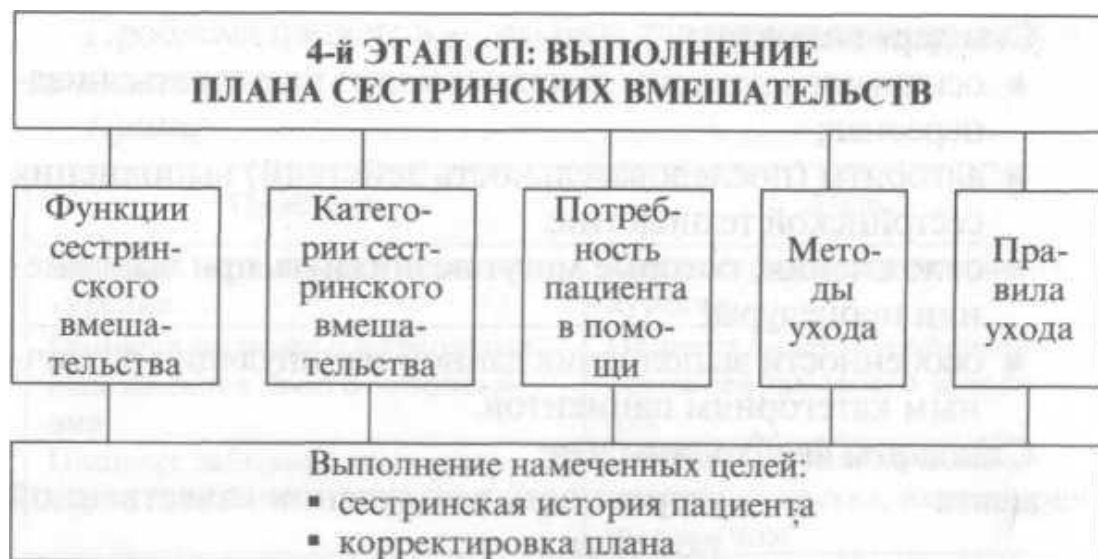 4-й ЭТАП СП: ВЫПОЛНЕНИЕ
ПЛАНА СЕСТРИНСКИХ ВМЕШАТЕЛЬСТВ
Функции
сестрин-
ского
вмеша-
тельства
Катего-
рии сест-
ринского
вмеша-
тельства
Потреб-
ность
пациента
в помо-
щи
Мето-
ды
ухода
Пра-
вила
ухода
Выполнение намеченных целей:
▪ сестринская история пациента
▪ корректировка плана